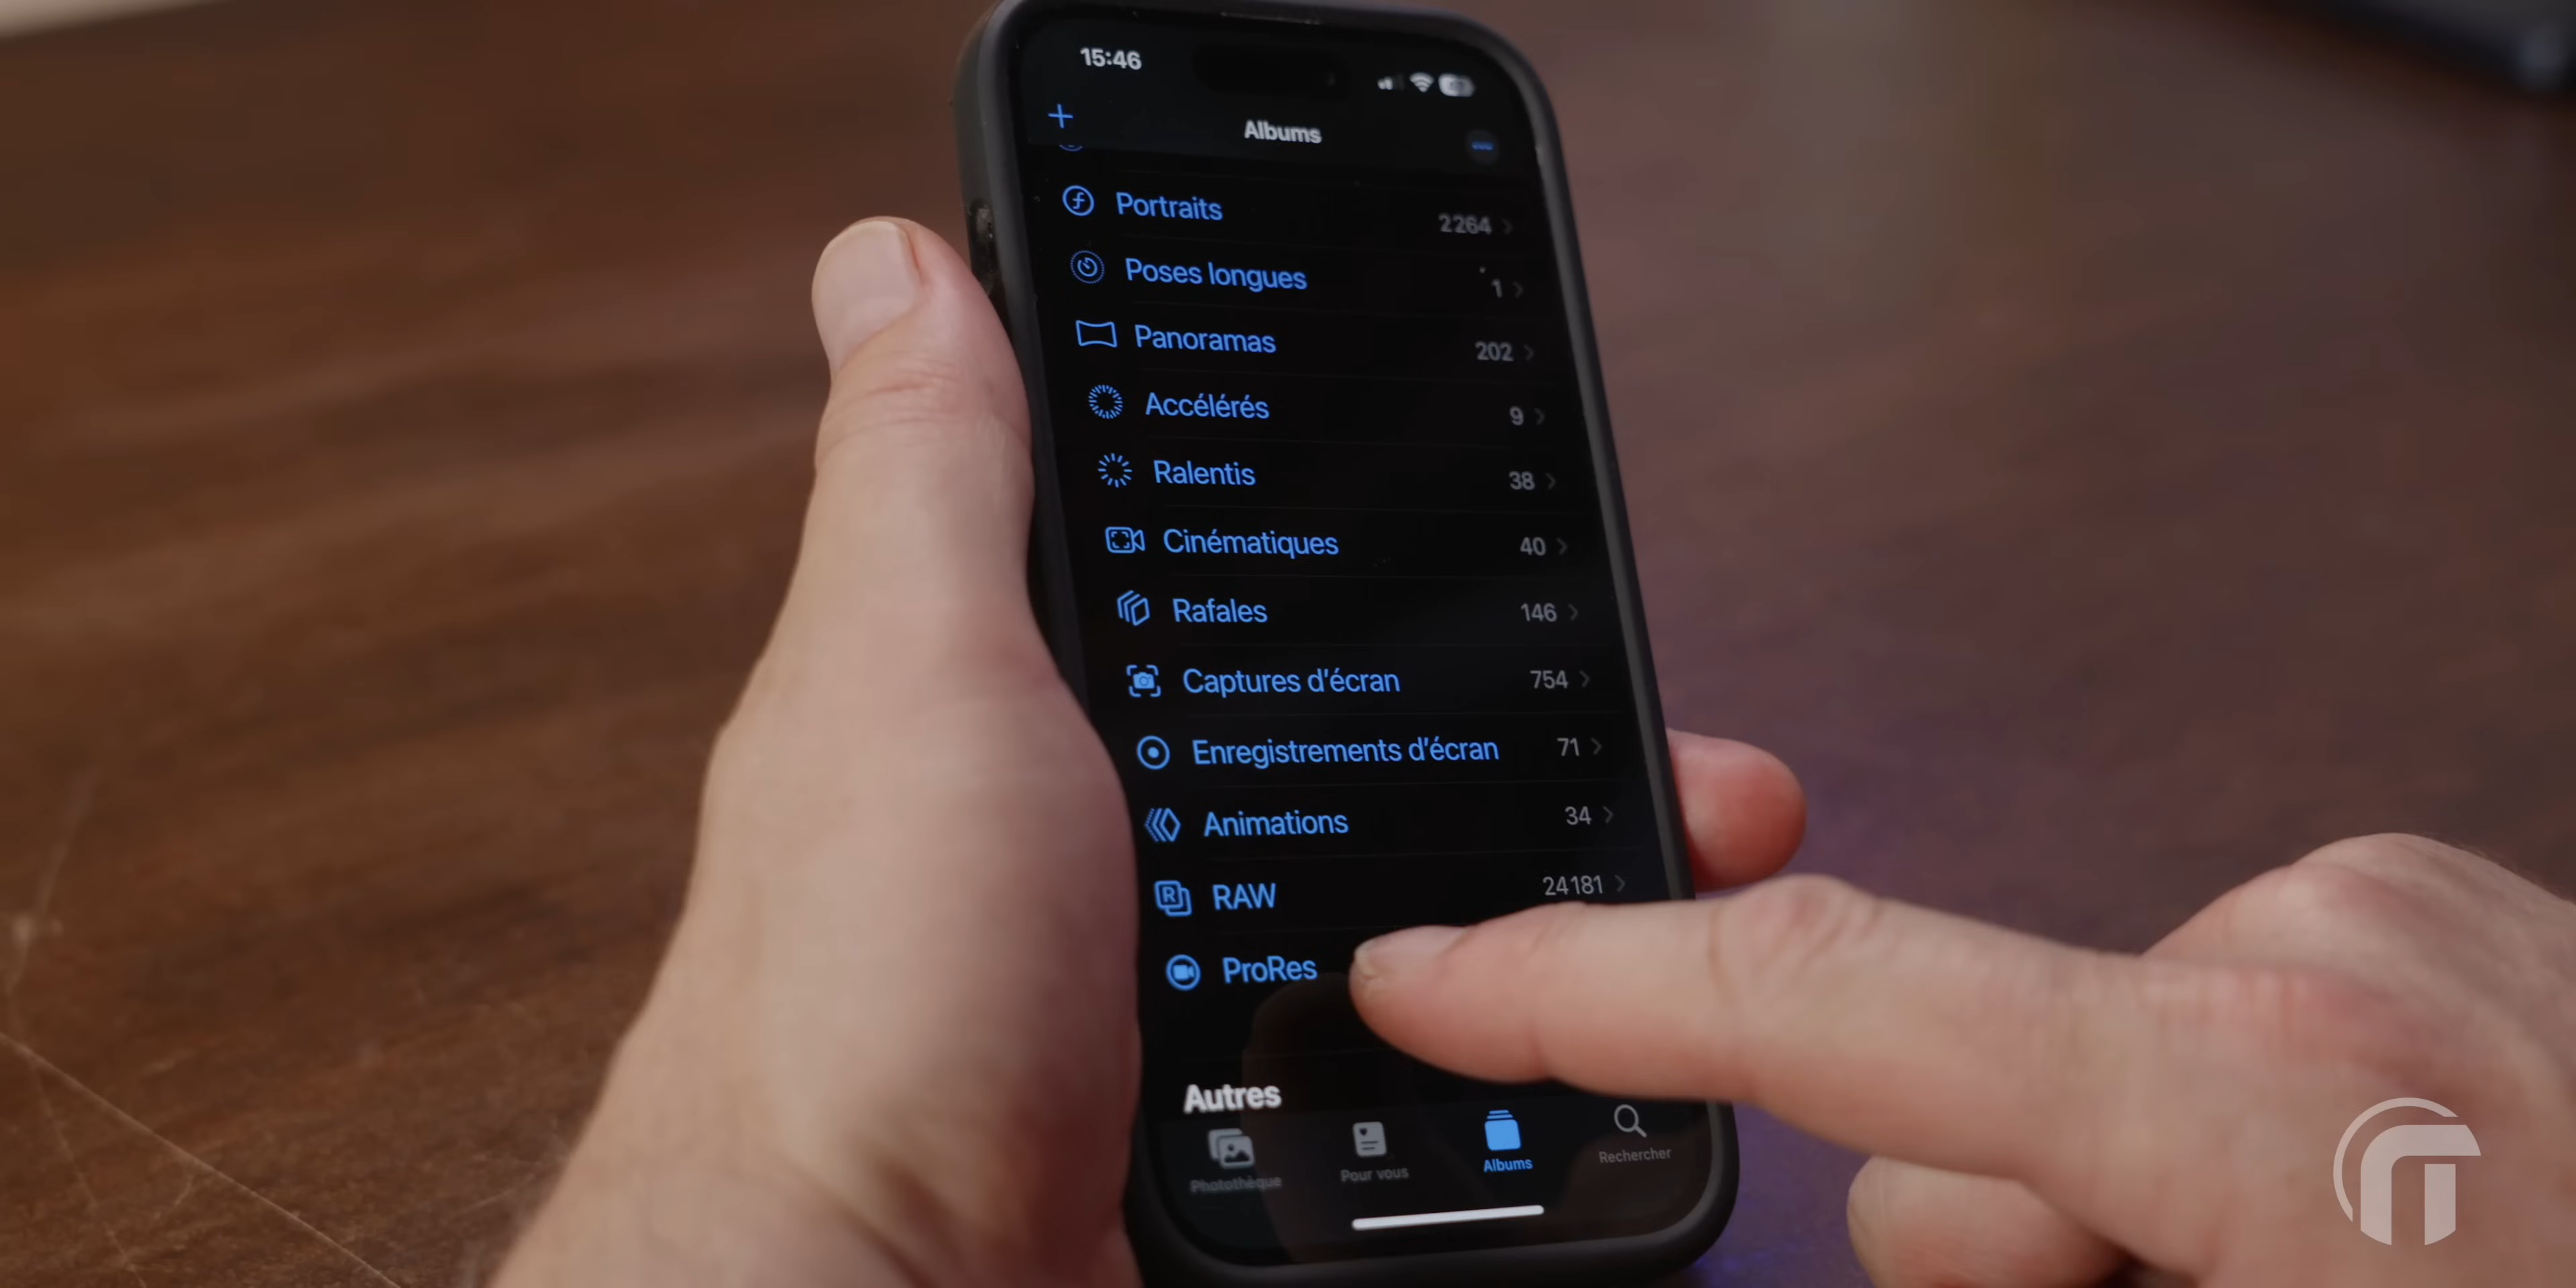 15:46
Albums
Portraits 2264
Poses longues 1
Panoramas 202
Accélérés 9
Ralentis 38
Cinématiques 40
Rafales 146
Captures d'écran 754
Enregistrements d'écran 71
Animations 34
RAW 24181
ProRes
Autres
Photothèque Pour vous Albums Rechercher